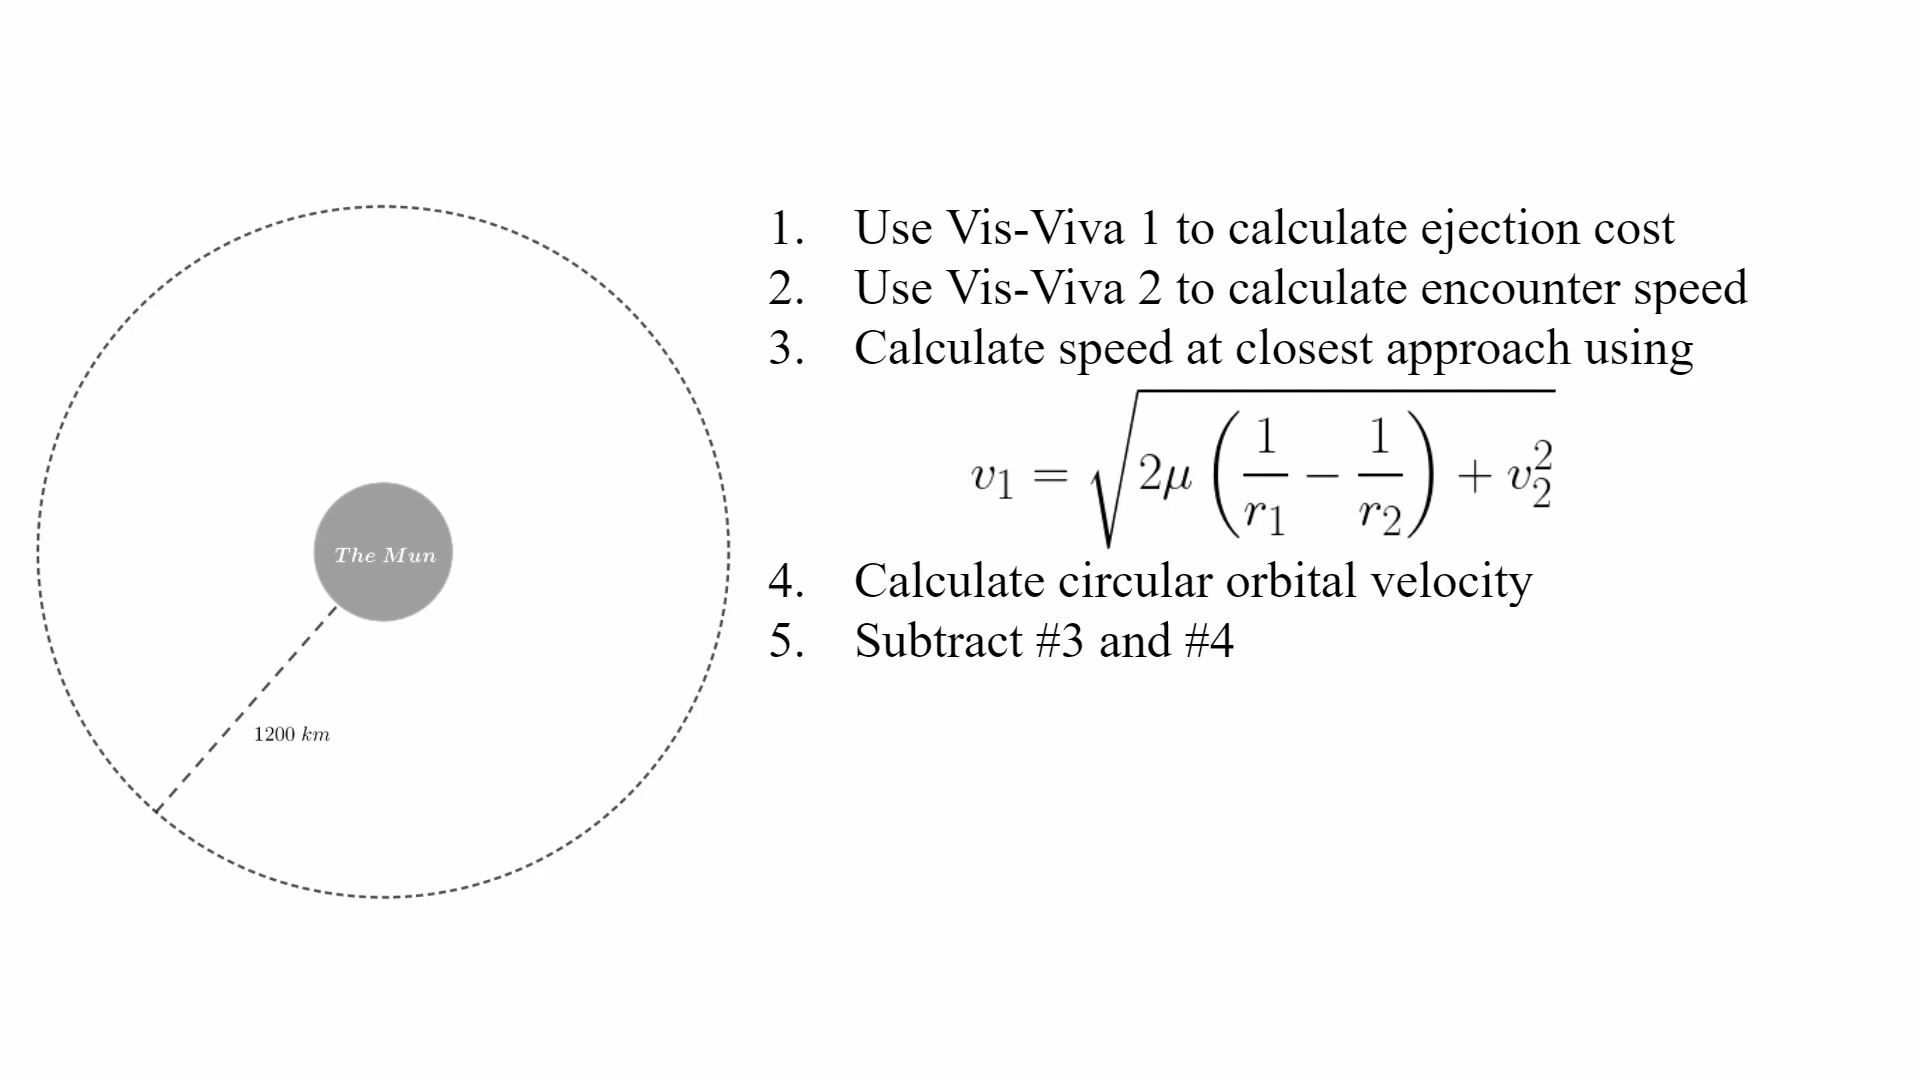 1. Use Vis-Viva 1 to calculate ejection cost
2. Use Vis-Viva 2 to calculate encounter speed
3. Calculate speed at closest approach using
v₁ = √(2μ(1/r₁ − 1/r₂) + v₂²)
4. Calculate circular orbital velocity
5. Subtract #3 and #4
The Mun
1200 km